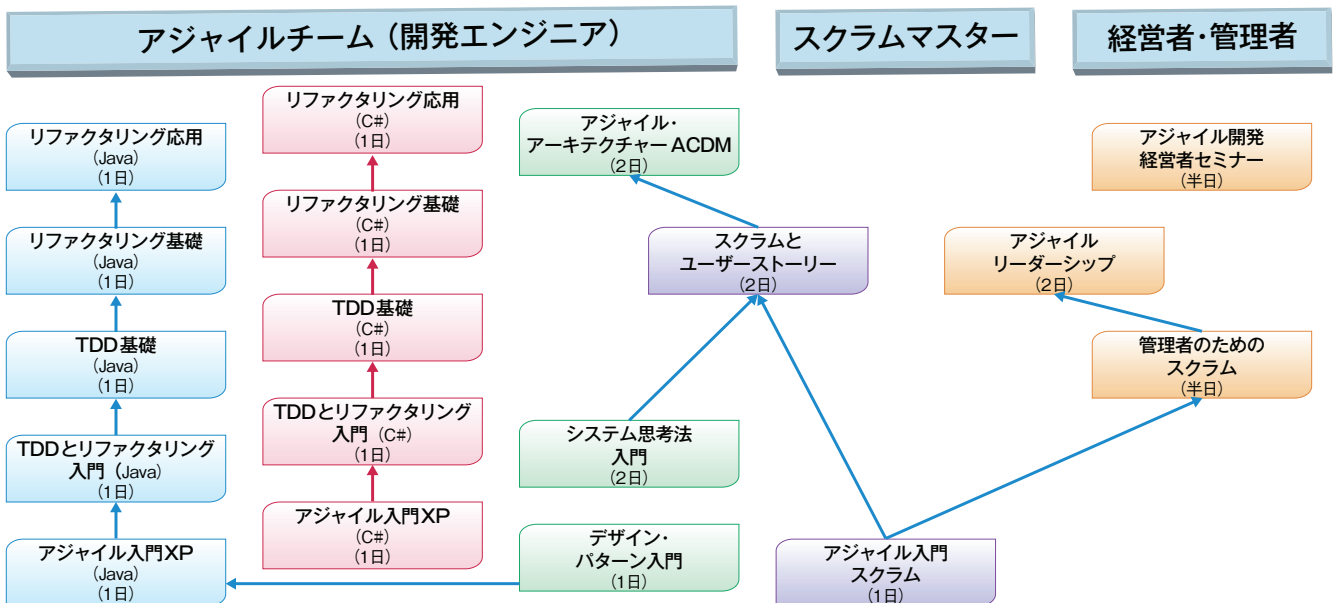 アジャイルチーム（開発エンジニア）
スクラムマスター
経営者・管理者
リファクタリング応用
(Java)
(1日)
リファクタリング基礎
(Java)
(1日)
TDD基礎
(Java)
(1日)
TDDとリファクタリング
入門（Java）
(1日)
アジャイル入門XP
(Java)
(1日)
リファクタリング応用
(C#)
(1日)
リファクタリング基礎
(C#)
(1日)
TDD基礎
(C#)
(1日)
TDDとリファクタリング
入門（C#）
(1日)
アジャイル入門XP
(C#)
(1日)
アジャイル・
アーキテクチャー ACDM
(2日)
スクラムと
ユーザーストーリー
(2日)
システム思考法
入門
(2日)
デザイン・
パターン入門
(1日)
アジャイル入門
スクラム
(1日)
アジャイル開発
経営者セミナー
(半日)
アジャイル
リーダーシップ
(2日)
管理者のための
スクラム
(半日)